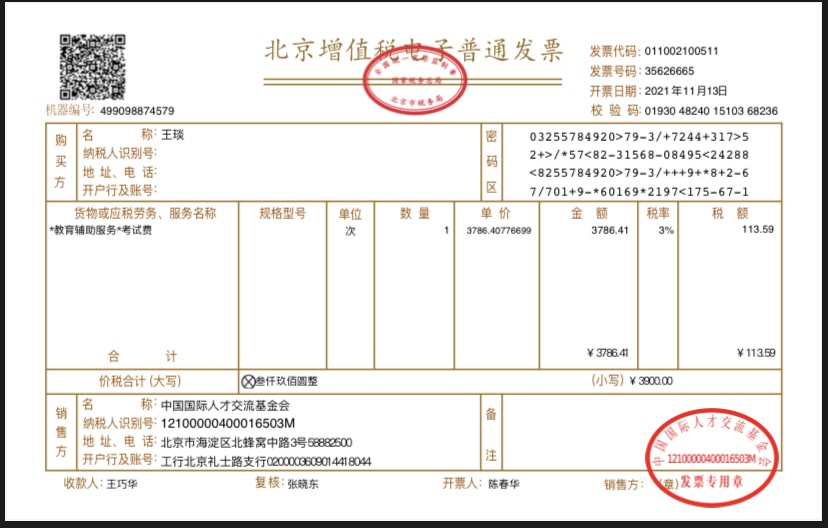 北京增值税电子普通发票
全国统一发票监制章
国家税务总局
北京市税务局
发票代码: 011002100511
发票号码: 35626665
开票日期: 2021年11月13日
校 验 码: 01930 48240 15103 68236
机器编号: 499098874579
购买方
名 称: 王琰
纳税人识别号:
地 址、电 话:
开户行及账号:
密码区
03255784920>79-3/+7244+317>5
2+>/*57<82-31568-08495<24288
<8255784920>79-3/+++9+*8+2-6
7/701+9-*60169*2197<175-67-1
货物或应税劳务、服务名称 规格型号 单位 数 量 单 价 金 额 税率 税 额
*教育辅助服务*考试费 次 1 3786.40776699 3786.41 3% 113.59
合 计 ¥3786.41 ¥113.59
价税合计 (大写) ⊗叁仟玖佰圆整 (小写) ¥3900.00
销售方
名 称: 中国国际人才交流基金会
纳税人识别号: 12100000400016503M
地 址、电 话: 北京市海淀区北蜂窝中路3号58882500
开户行及账号: 工行北京礼士路支行0200003609014418044
备注
收款人: 王巧华 复核: 张晓东 开票人: 陈春华 销售方: (章)
中国国际人才交流基金会
12100000400016503M
发票专用章